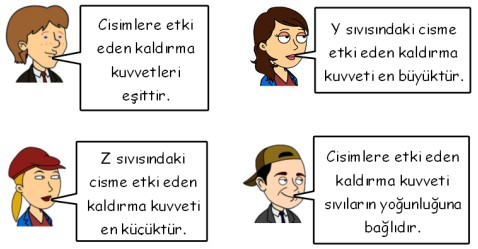 Cisimlere etki
eden kaldırma
kuvvetleri
eşittir.
Y sıvısındaki cisme
etki eden kaldırma
kuvveti en büyüktür.
Z sıvısındaki
cisme etki eden
kaldırma kuvveti
en küçüktür.
Cisimlere etki eden
kaldırma kuvveti
sıvıların yoğunluğuna
bağlıdır.